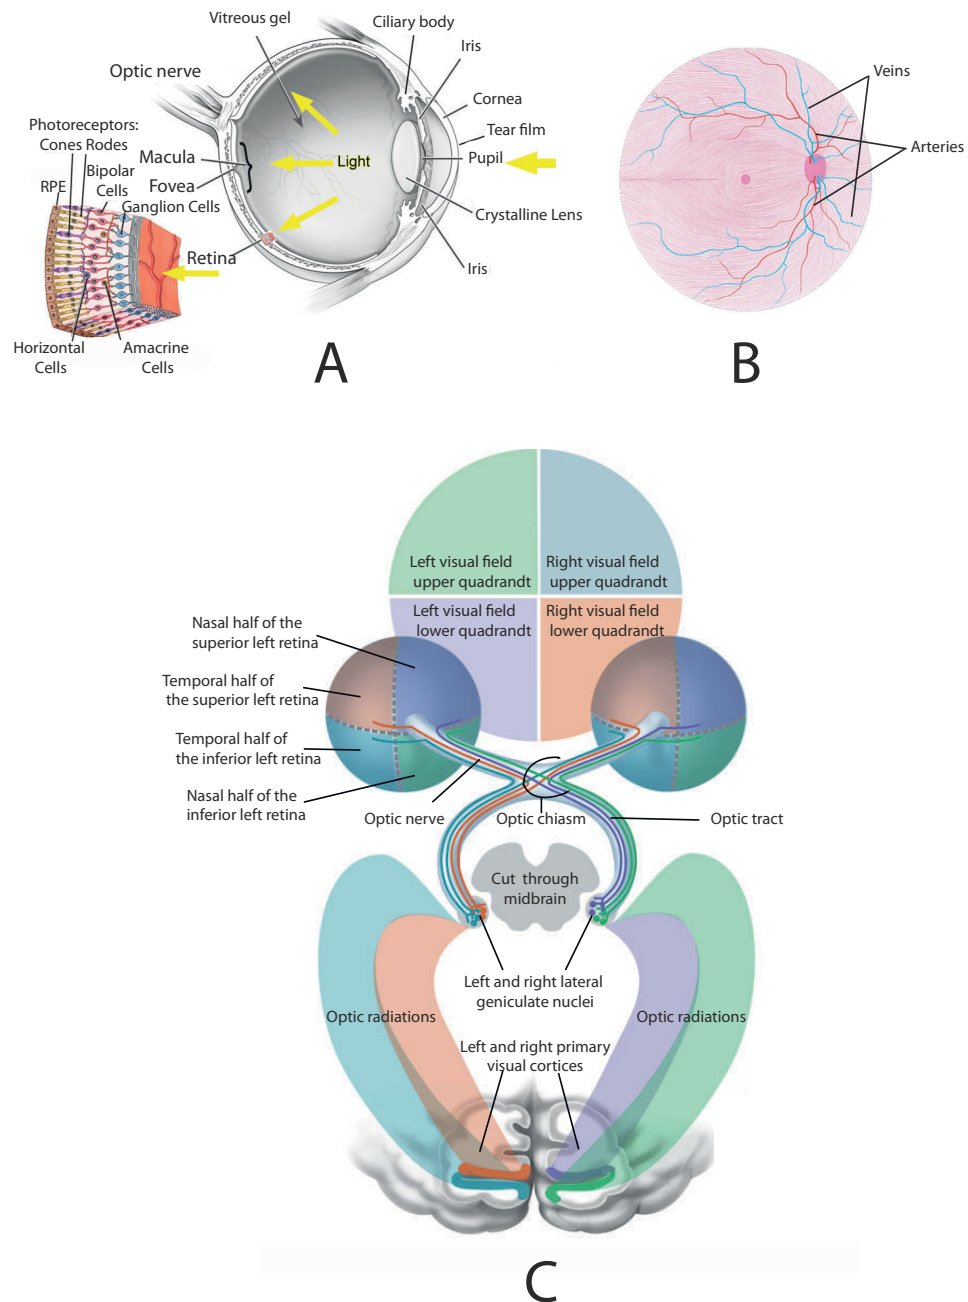 Vitreous gel
Ciliary body
Iris
Optic nerve
Cornea
Photoreceptors:
Cones Rodes
Tear film
Macula
Light
Pupil
Bipolar
Cells
RPE
Fovea
Ganglion Cells
Crystalline Lens
Retina
Iris
Horizontal
Cells
Amacrine
Cells
A
Veins
Arteries
B
Left visual field
upper quadrandt
Right visual field
upper quadrandt
Left visual field
lower quadrandt
Right visual field
lower quadrandt
Nasal half of the
superior left retina
Temporal half of
the superior left retina
Temporal half of
the inferior left retina
Nasal half of the
inferior left retina
Optic nerve
Optic chiasm
Optic tract
Cut through
midbrain
Left and right lateral
geniculate nuclei
Optic radiations
Optic radiations
Left and right primary
visual cortices
C